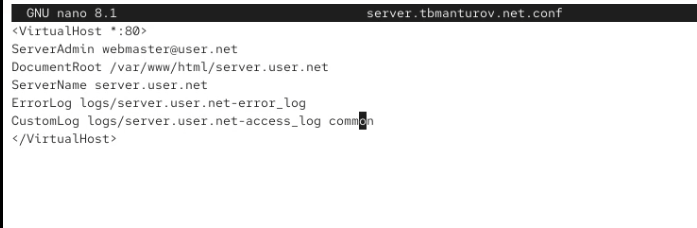 GNU nano 8.1 server.tbmanturov.net.conf
<VirtualHost *:80>
ServerAdmin webmaster@user.net
DocumentRoot /var/www/html/server.user.net
ServerName server.user.net
ErrorLog logs/server.user.net-error_log
CustomLog logs/server.user.net-access_log common
</VirtualHost>